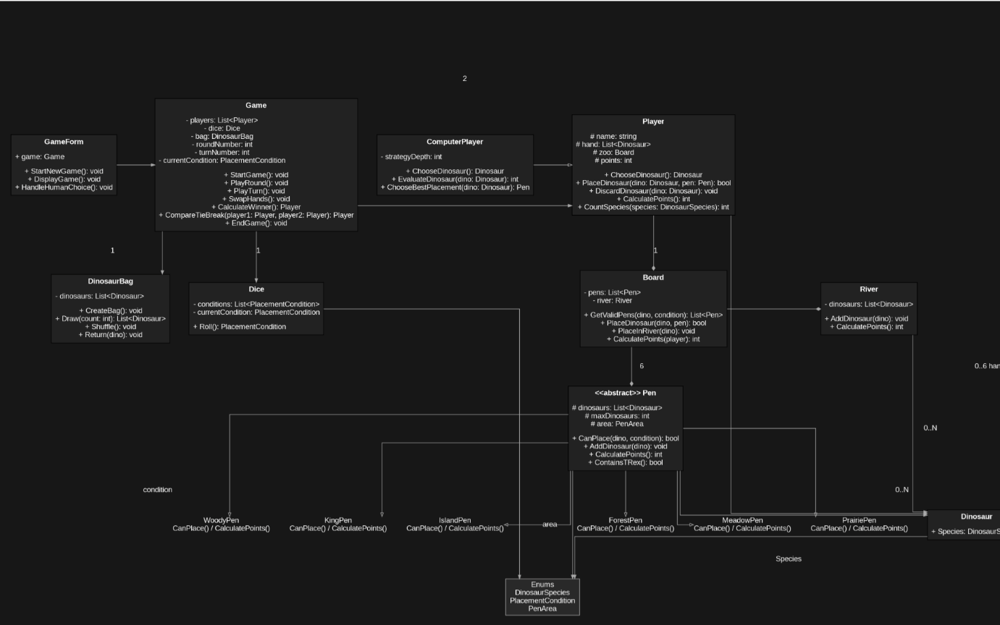 2
Game
- players: List<Player>
- dice: Dice
- bag: DinosaurBag
- roundNumber: int
- turnNumber: int
- currentCondition: PlacementCondition
+ StartGame(): void
+ PlayRound(): void
+ PlayTurn(): void
+ SwapHands(): void
+ CalculateWinner(): Player
+ CompareTieBreak(player1: Player, player2: Player): Player
+ EndGame(): void
GameForm
+ game: Game
+ StartNewGame(): void
+ DisplayGame(): void
+ HandleHumanChoice(): void
ComputerPlayer
- strategyDepth: int
+ ChooseDinosaur(): Dinosaur
+ EvaluateDinosaur(dino: Dinosaur): int
+ ChooseBestPlacement(dino: Dinosaur): Pen
Player
# name: string
# hand: List<Dinosaur>
# zoo: Board
# points: int
+ ChooseDinosaur(): Dinosaur
+ PlaceDinosaur(dino: Dinosaur, pen: Pen): bool
+ DiscardDinosaur(dino: Dinosaur): void
+ CalculatePoints(): int
+ CountSpecies(species: DinosaurSpecies): int
1
1
1
DinosaurBag
- dinosaurs: List<Dinosaur>
+ CreateBag(): void
+ Draw(count: int): List<Dinosaur>
+ Shuffle(): void
+ Return(dino): void
Dice
- conditions: List<PlacementCondition>
- currentCondition: PlacementCondition
+ Roll(): PlacementCondition
Board
- pens: List<Pen>
- river: River
+ GetValidPens(dino, condition): List<Pen>
+ PlaceDinosaur(dino, pen): bool
+ PlaceInRiver(dino): void
+ CalculatePoints(player): int
River
- dinosaurs: List<Dinosaur>
+ AddDinosaur(dino): void
+ CalculatePoints(): int
6
0..6 han
<<abstract>> Pen
# dinosaurs: List<Dinosaur>
# maxDinosaurs: int
# area: PenArea
+ CanPlace(dino, condition): bool
+ AddDinosaur(dino): void
+ CalculatePoints(): int
+ ContainsTRex(): bool
0..N
condition
0..N
WoodyPen
CanPlace() / CalculatePoints()
KingPen
CanPlace() / CalculatePoints()
IslandPen
CanPlace() / CalculatePoints()
area
ForestPen
CanPlace() / CalculatePoints()
MeadowPen
CanPlace() / CalculatePoints()
PrairiePen
CanPlace() / CalculatePoints()
Dinosaur
+ Species: DinosaurS
Species
Enums
DinosaurSpecies
PlacementCondition
PenArea